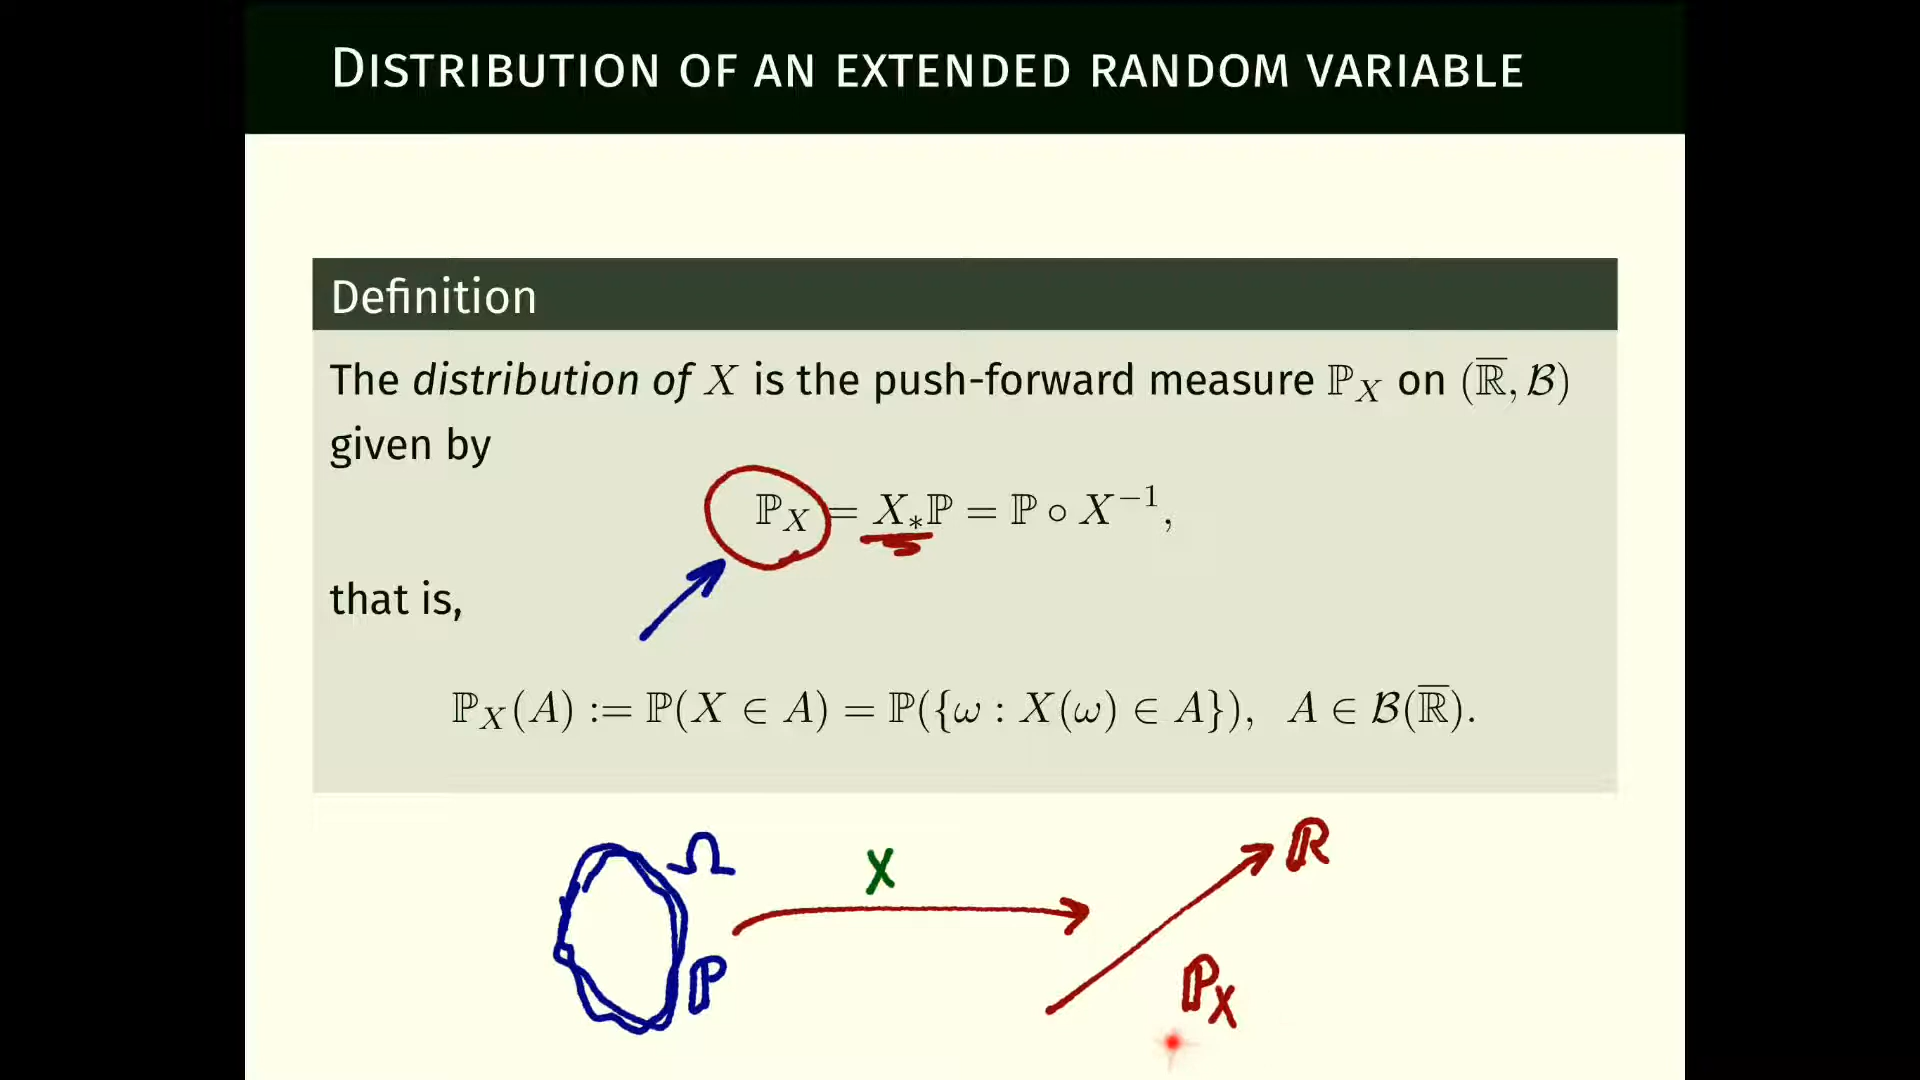 DISTRIBUTION OF AN EXTENDED RANDOM VARIABLE
Definition
The distribution of X is the push-forward measure ℙ_X on (ℝ̅, ℬ)
given by
ℙ_X = X_*ℙ = ℙ ∘ X⁻¹,
that is,
ℙ_X(A) := ℙ(X ∈ A) = ℙ({ω : X(ω) ∈ A}), A ∈ ℬ(ℝ̅).
Ω X ℝ
ℙ ℙ_X